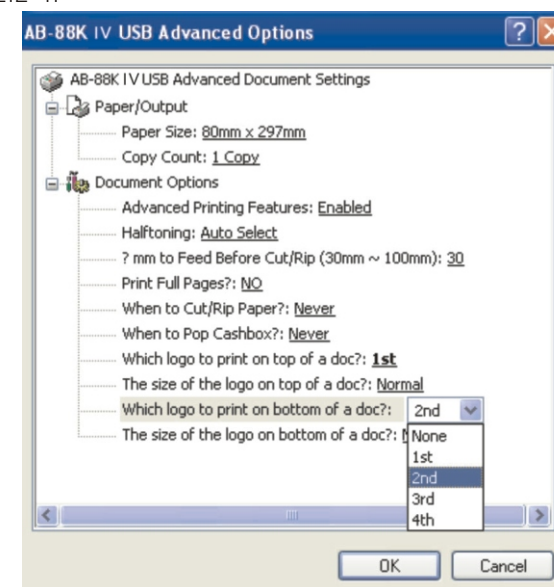 AB-88K IV USB Advanced Options
AB-88K IV USB Advanced Document Settings
Paper/Output
Paper Size: 80mm x 297mm
Copy Count: 1 Copy
Document Options
Advanced Printing Features: Enabled
Halftoning: Auto Select
? mm to Feed Before Cut/Rip (30mm ~ 100mm): 30
Print Full Pages?: NO
When to Cut/Rip Paper?: Never
When to Pop Cashbox?: Never
Which logo to print on top of a doc?: 1st
The size of the logo on top of a doc?: Normal
Which logo to print on bottom of a doc?: 2nd
The size of the logo on bottom of a doc?:
None
1st
2nd
3rd
4th
OK Cancel